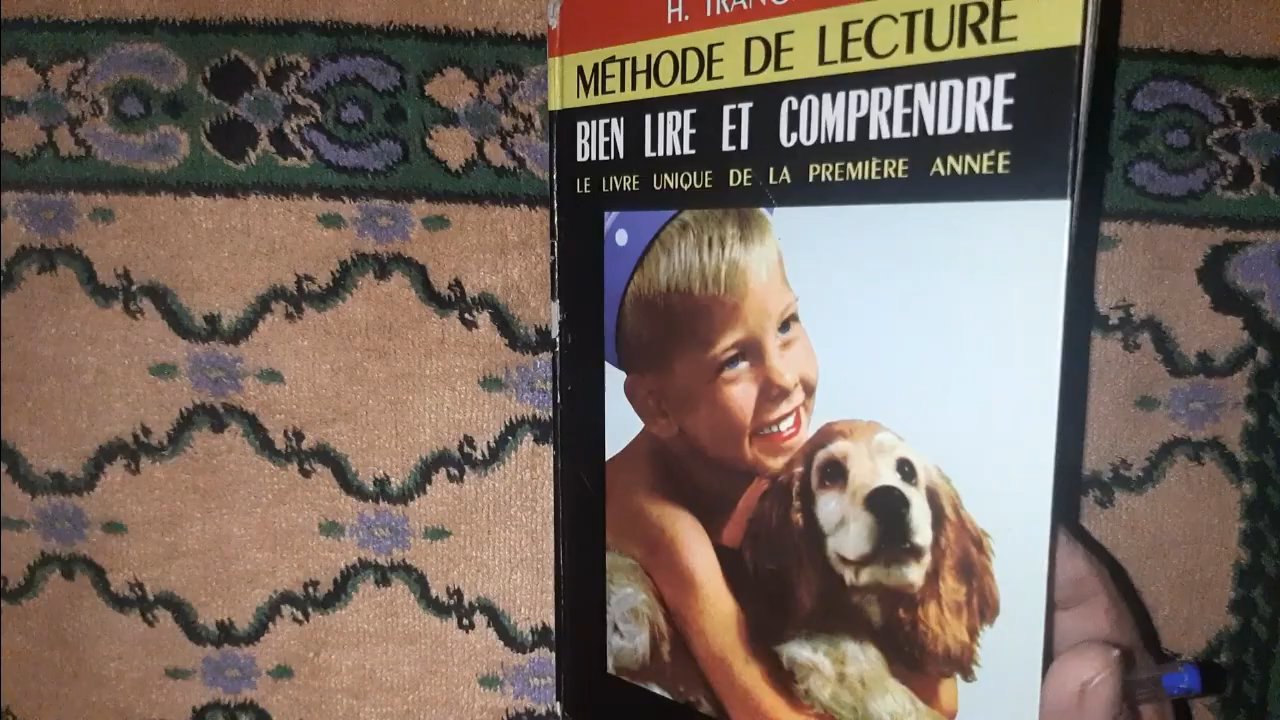 H.
MÉTHODE DE LECTURE
BIEN LIRE ET COMPRENDRE
LE LIVRE UNIQUE DE LA PREMIÈRE ANNÉE